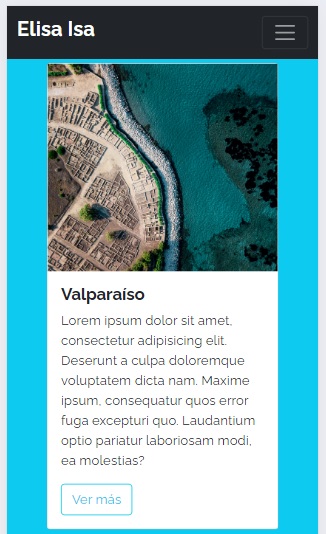 Elisa Isa
Valparaíso
Lorem ipsum dolor sit amet,
consectetur adipisicing elit.
Deserunt a culpa doloremque
voluptatem dicta nam. Maxime
ipsum, consequatur quos error
fuga excepturi quo. Laudantium
optio pariatur laboriosam modi,
ea molestias?
Ver más